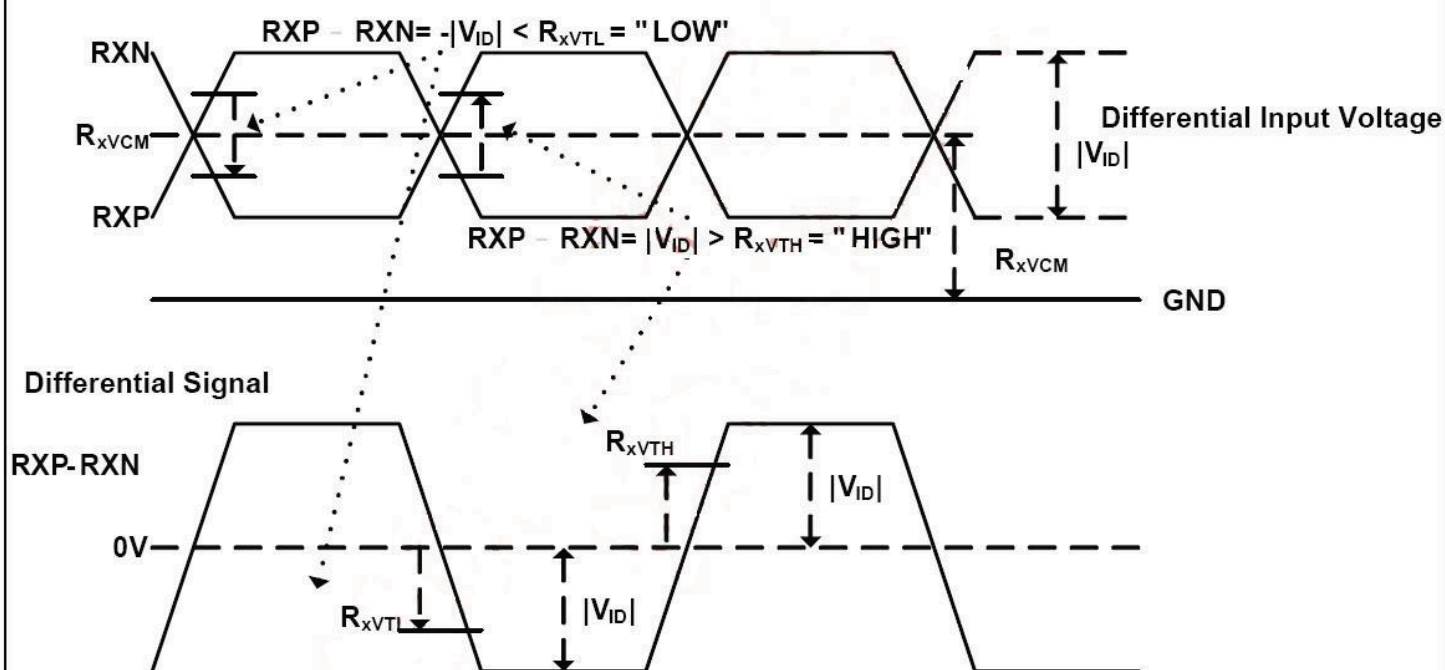 RXP - RXN= -|VID| < RxVTL = "LOW"
RXN
RxVCM
RXP
Differential Input Voltage
|VID|
RXP - RXN= |VID| > RxVTH = "HIGH"
RxVCM
GND
Differential Signal
RxVTH
RXP-RXN
|VID|
0V
RxVTL
|VID|